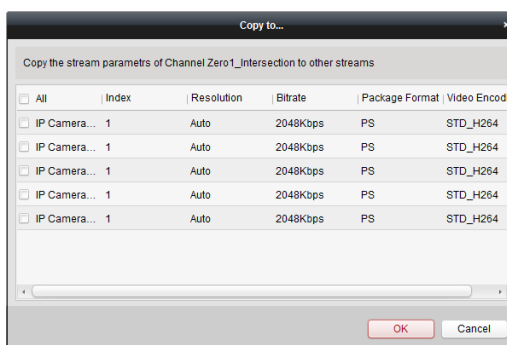 Copy to...
Copy the stream parametrs of Channel Zero1_Intersection to other streams
All Index Resolution Bitrate Package Format Video Encod
IP Camera... 1 Auto 2048Kbps PS STD_H264
IP Camera... 1 Auto 2048Kbps PS STD_H264
IP Camera... 1 Auto 2048Kbps PS STD_H264
IP Camera... 1 Auto 2048Kbps PS STD_H264
IP Camera... 1 Auto 2048Kbps PS STD_H264
OK Cancel